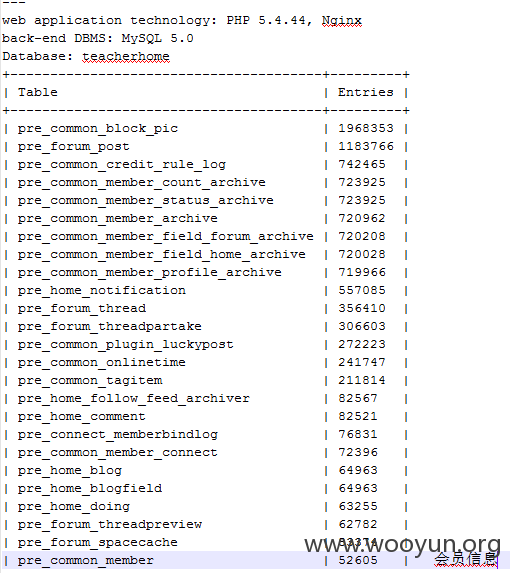 ---
web application technology: PHP 5.4.44, Nginx
back-end DBMS: MySQL 5.0
Database: teacherhome
+---------------------------------------+---------+
| Table | Entries |
+---------------------------------------+---------+
| pre_common_block_pic | 1968353 |
| pre_forum_post | 1183766 |
| pre_common_credit_rule_log | 742465 |
| pre_common_member_count_archive | 723925 |
| pre_common_member_status_archive | 723925 |
| pre_common_member_archive | 720962 |
| pre_common_member_field_forum_archive | 720208 |
| pre_common_member_field_home_archive | 720028 |
| pre_common_member_profile_archive | 719966 |
| pre_home_notification | 557085 |
| pre_forum_thread | 356410 |
| pre_forum_threadpartake | 306603 |
| pre_common_plugin_luckypost | 272223 |
| pre_common_onlinetime | 241747 |
| pre_common_tagitem | 211814 |
| pre_home_follow_feed_archiver | 82567 |
| pre_home_comment | 82521 |
| pre_connect_memberbindlog | 76831 |
| pre_common_member_connect | 72396 |
| pre_home_blog | 64963 |
| pre_home_blogfield | 64963 |
| pre_home_doing | 63255 |
| pre_forum_threadpreview | 62782 |
| pre_forum_spacecache | |
www.wooyun.org
| pre_common_member | 52605 | 会员信息